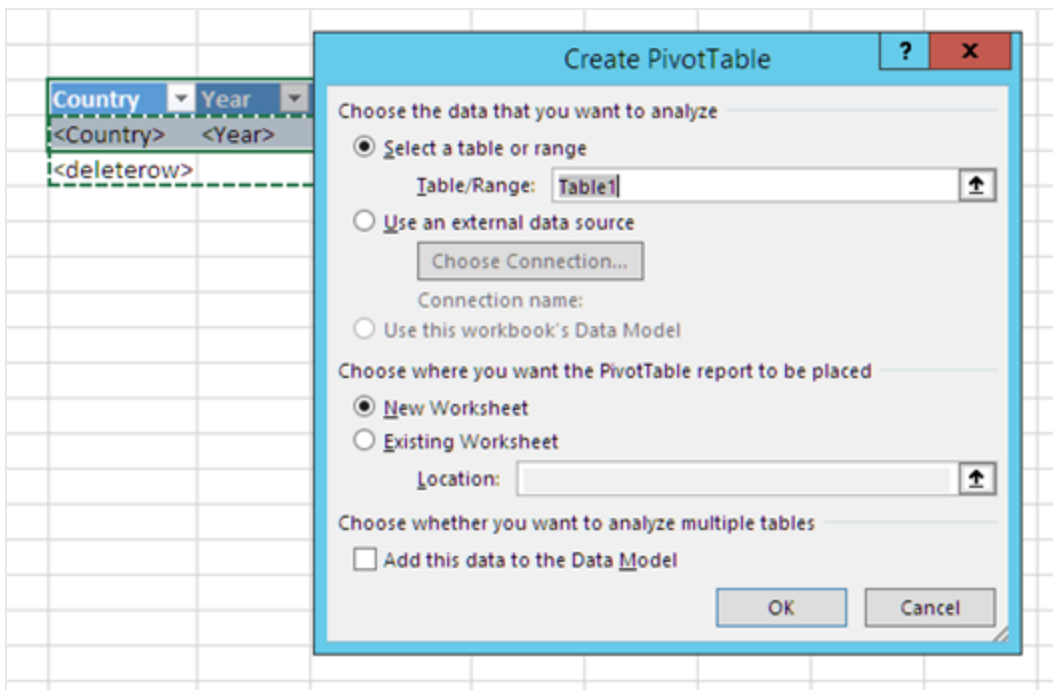 Create PivotTable
?
x
Country Year
<Country> <Year>
<deleterow>
Choose the data that you want to analyze
Select a table or range
Table/Range: Table1
Use an external data source
Choose Connection...
Connection name:
Use this workbook's Data Model
Choose where you want the PivotTable report to be placed
New Worksheet
Existing Worksheet
Location:
Choose whether you want to analyze multiple tables
Add this data to the Data Model
OK Cancel